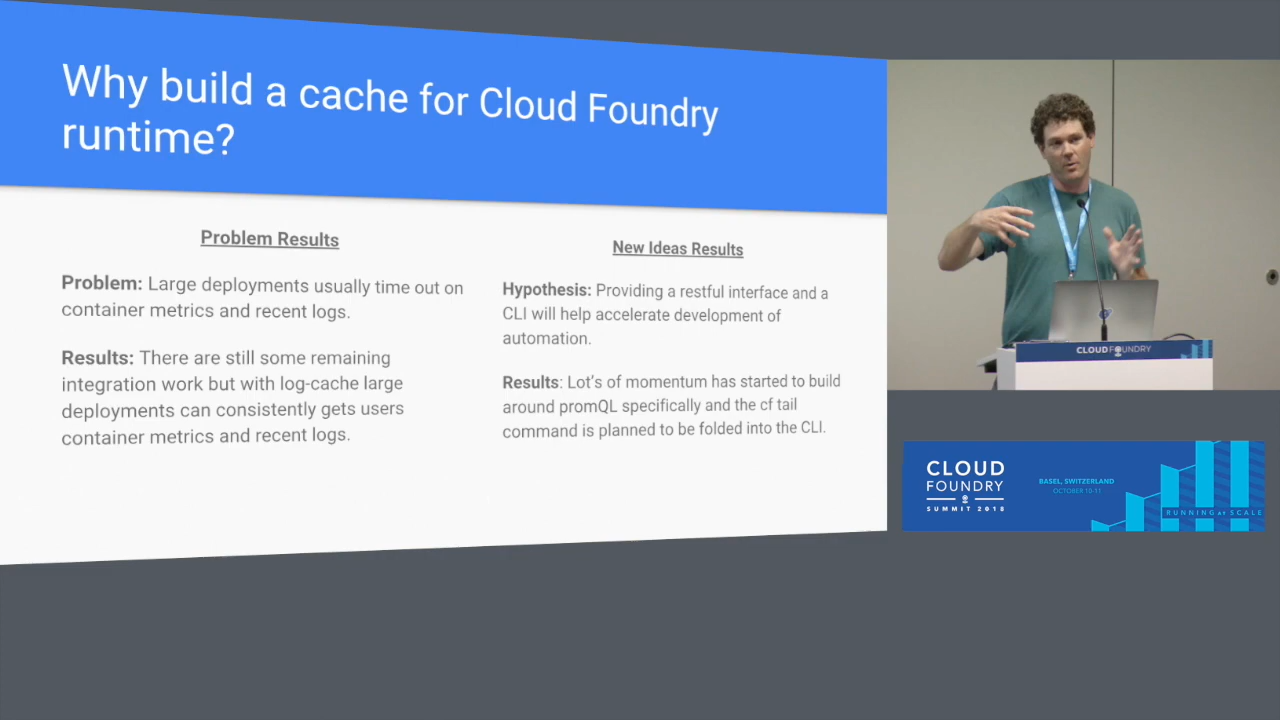 Why build a cache for Cloud Foundry
runtime?
Problem Results
Problem: Large deployments usually time out on
container metrics and recent logs.
Results: There are still some remaining
integration work but with log-cache large
deployments can consistently gets users
container metrics and recent logs.
New Ideas Results
Hypothesis: Providing a restful interface and a
CLI will help accelerate development of
automation.
Results: Lot's of momentum has started to build
around promQL specifically and the cf tail
command is planned to be folded into the CLI.
CLOUD FOUNDRY
CLOUD
FOUNDRY
SUMMIT 2018
BASEL, SWITZERLAND
OCTOBER 10-11
RUNNING AT SCALE